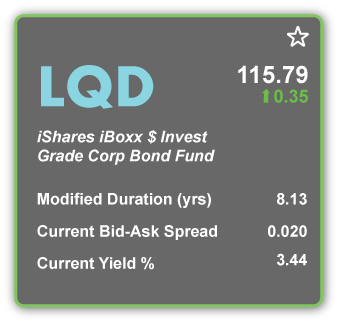 LQD
115.79
⬆0.35
iShares iBoxx $ Invest
Grade Corp Bond Fund
Modified Duration (yrs) 8.13
Current Bid-Ask Spread 0.020
Current Yield % 3.44